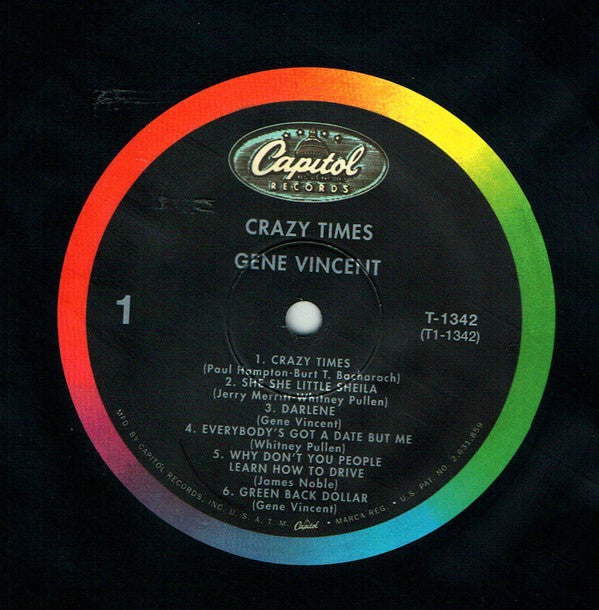 Capitol
RECORDS
CRAZY TIMES
GENE VINCENT
1
T-1342
(T1-1342)
1. CRAZY TIMES
(Paul Hampton-Burt T. Bacharach)
2. SHE SHE LITTLE SHEILA
(Jerry Merritt-Whitney Pullen)
3. DARLENE
(Gene Vincent)
4. EVERYBODY'S GOT A DATE BUT ME
(Whitney Pullen)
5. WHY DON'T YOU PEOPLE
LEARN HOW TO DRIVE
(James Noble)
6. GREEN BACK DOLLAR
(Gene Vincent)
MFD. BY CAPITOL RECORDS, INC. U.S.A. T.M. Capitol • MARCA REG. • U.S. PAT. NO. 2,631,859